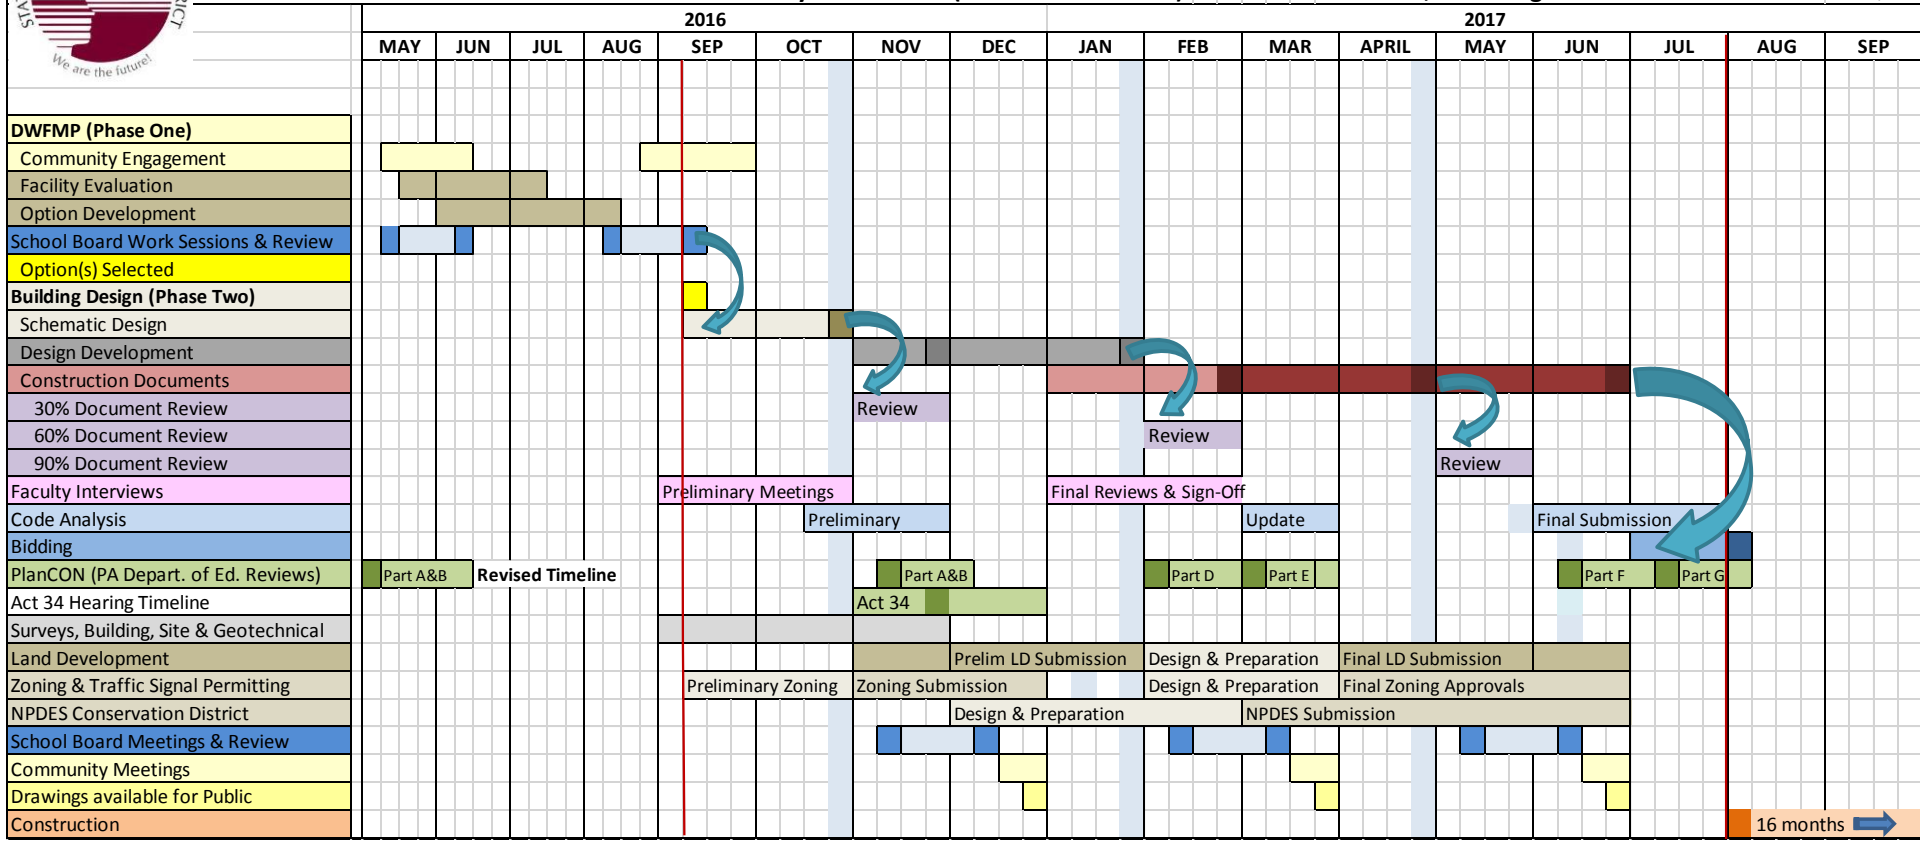 STA
RICT
We are the future!
2016
2017
MAY JUN JUL AUG SEP OCT NOV DEC JAN FEB MAR APRIL MAY JUN JUL AUG SEP
DWFMP (Phase One)
Community Engagement
Facility Evaluation
Option Development
School Board Work Sessions & Review
Option(s) Selected
Building Design (Phase Two)
Schematic Design
Design Development
Construction Documents
30% Document Review Review
60% Document Review Review
90% Document Review Review
Faculty Interviews Preliminary Meetings Final Reviews & Sign-Off
Code Analysis Preliminary Update Final Submission
Bidding
PlanCON (PA Depart. of Ed. Reviews) Part A&B Revised Timeline Part A&B Part D Part E Part F Part G
Act 34 Hearing Timeline Act 34
Surveys, Building, Site & Geotechnical
Land Development Prelim LD Submission Design & Preparation Final LD Submission
Zoning & Traffic Signal Permitting Preliminary Zoning Zoning Submission Design & Preparation Final Zoning Approvals
NPDES Conservation District Design & Preparation NPDES Submission
School Board Meetings & Review
Community Meetings
Drawings available for Public
Construction 16 months